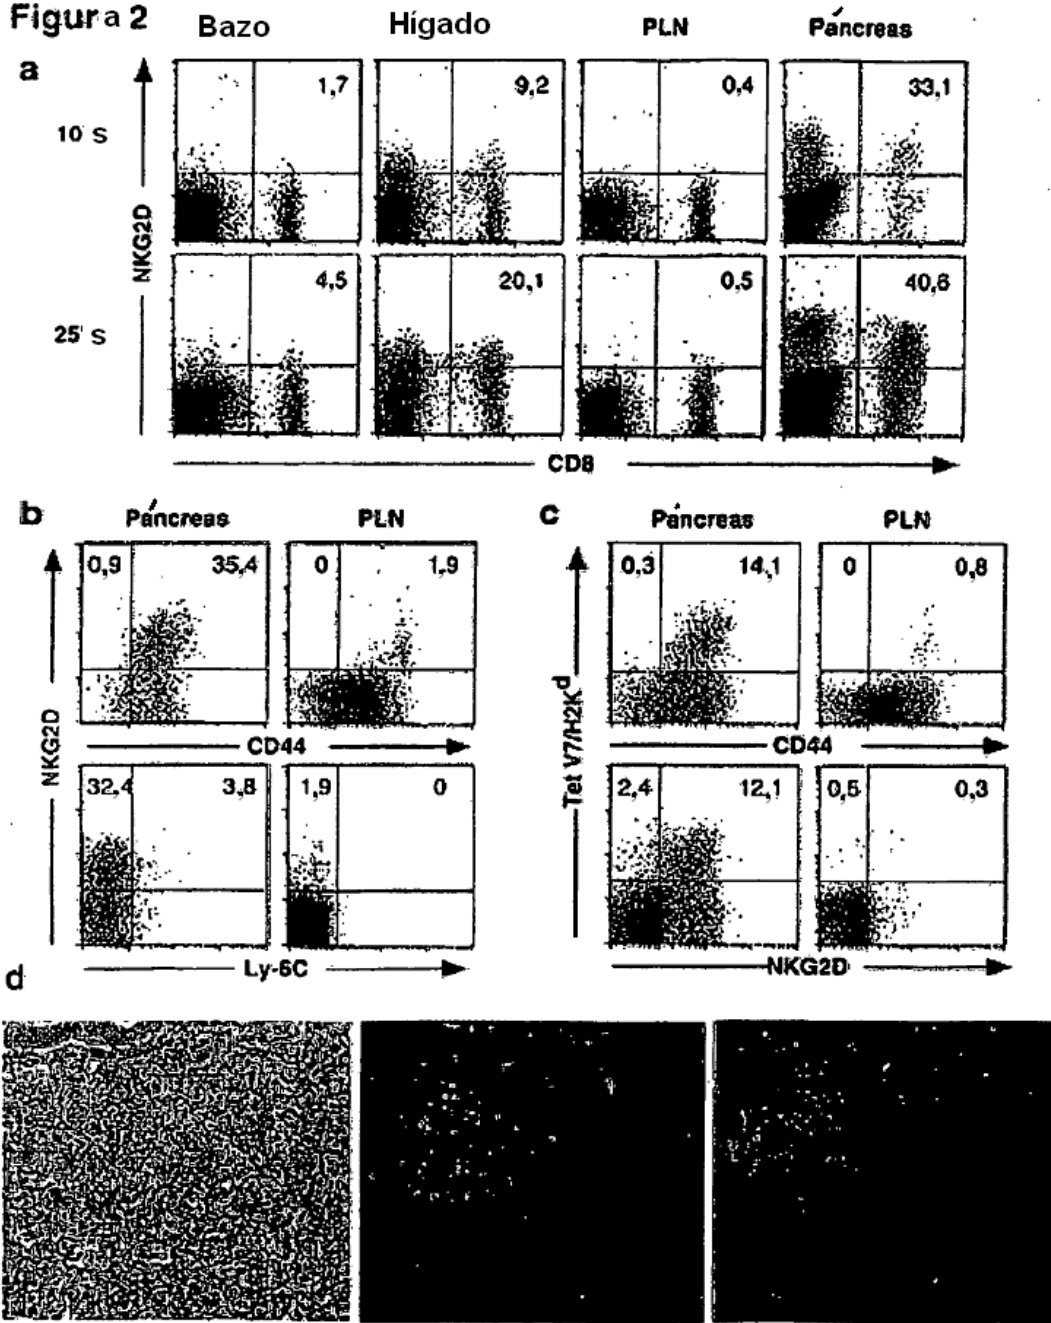 Figura 2
Bazo Hígado PLN Páncreas
a
10' S
1,7 9,2 0,4 33,1
25' S
4,5 20,1 0,5 40,6
NKG2D
CD8
b
Páncreas PLN
0,9 35,4 0 1,9
CD44
32,4 3,8 1,9 0
NKG2D
Ly-6C
c
Páncreas PLN
0,3 14,1 0 0,8
CD44
2,4 12,1 0,5 0,3
Tet V7/H2Kᵈ
NKG2D
d